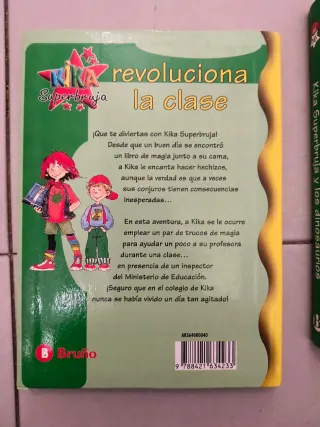 KIKA
Superbruja
revoluciona
la clase
¡Que te diviertas con Kika Superbruja!
Desde que un buen día se encontró
un libro de magia junto a su cama,
a Kika le encanta hacer hechizos,
aunque la verdad es que a veces
sus conjuros tienen consecuencias
inesperadas...
En esta aventura, a Kika se le ocurre
emplear un par de trucos de magia
para ayudar un poco a su profesora
durante una clase...
en presencia de un inspector
del Ministerio de Educación.
¡Seguro que en el colegio de Kika
nunca se había vivido un día tan agitado!
B Bruño
9 788421 634233
Kika Superbruja y los dinosaurios